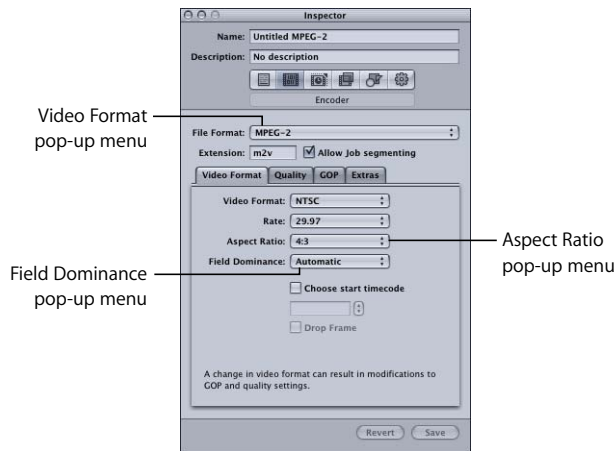 Inspector
Name: Untitled MPEG-2
Description: No description
Encoder
Video Format
pop-up menu
File Format: MPEG-2
Extension: m2v Allow Job segmenting
Video Format Quality GOP Extras
Video Format: NTSC
Rate: 29.97
Aspect Ratio: 4:3
Aspect Ratio
pop-up menu
Field Dominance: Automatic
Field Dominance
pop-up menu
Choose start timecode
Drop Frame
A change in video format can result in modifications to
GOP and quality settings.
Revert Save